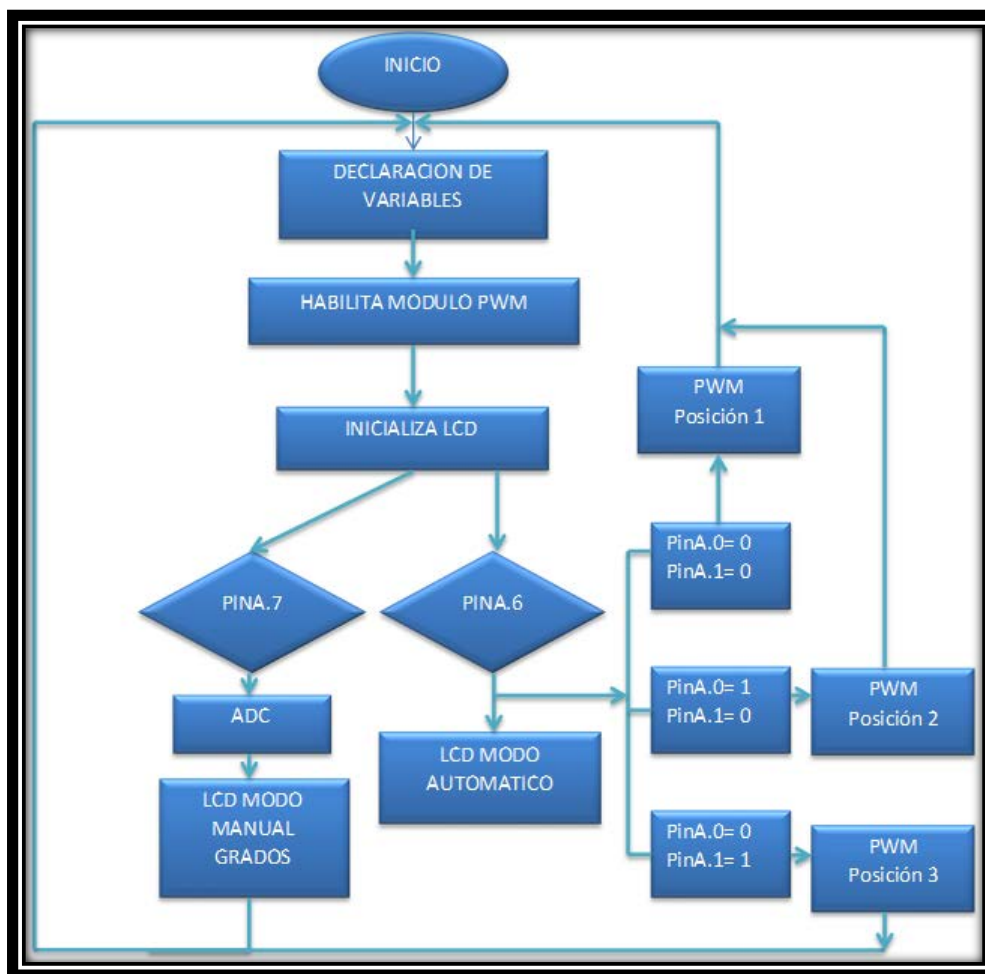 INICIO
DECLARACION DE
VARIABLES
HABILITA MODULO PWM
INICIALIZA LCD
PINA.7
PINA.6
ADC
LCD MODO
MANUAL
GRADOS
LCD MODO
AUTOMATICO
PinA.0= 0
PinA.1= 0
PWM
Posición 1
PinA.0= 1
PinA.1= 0
PWM
Posición 2
PinA.0= 0
PinA.1= 1
PWM
Posición 3